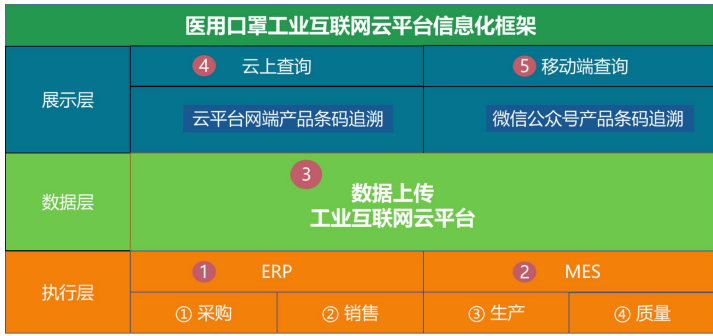 医用口罩工业互联网云平台信息化框架
展示层
4 云上查询
5 移动端查询
云平台网端产品条码追溯
微信公众号产品条码追溯
数据层
3
数据上传
工业互联网云平台
执行层
1 ERP
2 MES
① 采购
② 销售
③ 生产
④ 质量